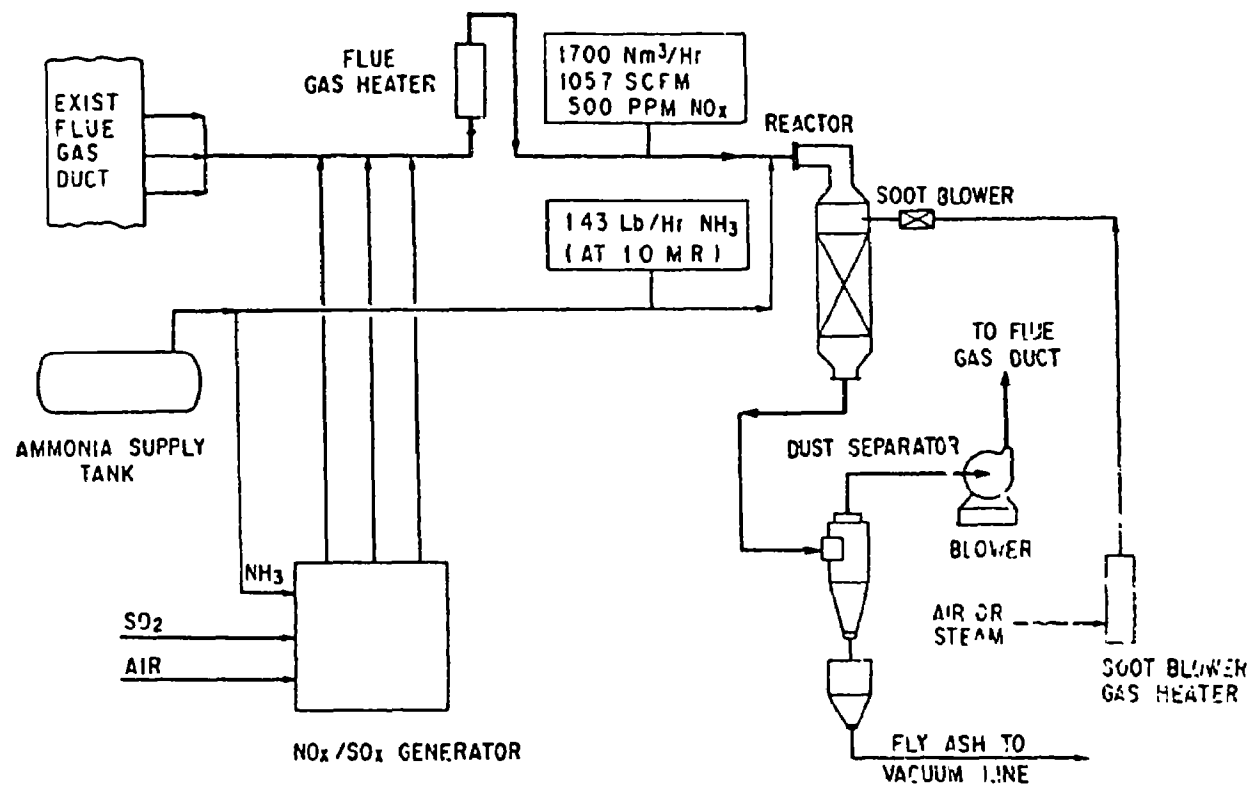 EXIST
FLUE
GAS
DUCT
FLUE
GAS HEATER
1700 Nm³/Hr
1057 SCFM
500 PPM NOx
REACTOR
SOOT BLOWER
143 Lb/Hr NH3
(AT 10 MR)
TO FLUE
GAS DUCT
AMMONIA SUPPLY
TANK
DUST SEPARATOR
BLOWER
NH3
SO2
AIR
AIR OR
STEAM
SOOT BLOWER
GAS HEATER
NOx/SOx GENERATOR
FLY ASH TO
VACUUM LINE